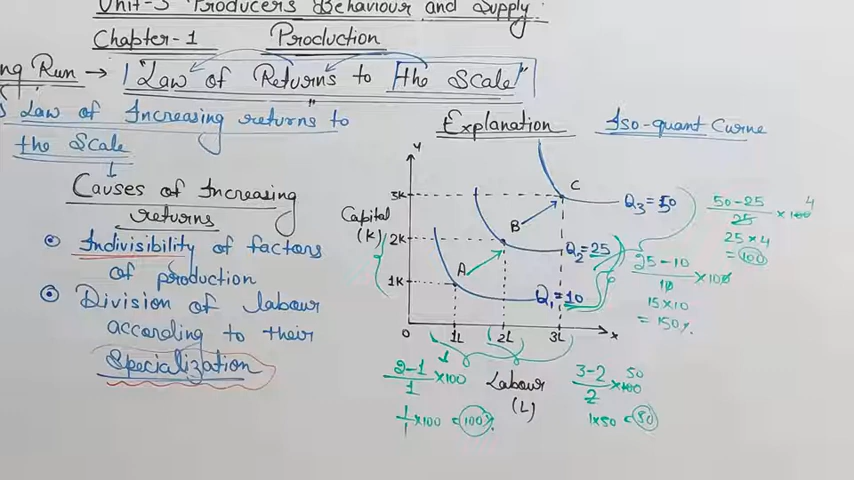 Unit-3 Producers Behaviour and Supply.
Chapter-1 Production
ng Run → "Law of Returns to the Scale"
Law of Increasing returns" to
the Scale
Causes of Increasing
returns
Indivisibility of factors
of production
Division of labour
according to their
Specialization
Explanation
Iso-quant Curve
Y
Capital
(K)
3K
2K
1K
A
B
C
Q3 = 50
Q2 = 25
Q1 = 10
O 1L 2L 3L X
Labour
(L)
50-25
25 ×100 4
25 × 4
= 100
25-10
10 ×100
15×10
= 150%
2-1
1 ×100
1
1 ×100 = 100%
3-2 50
2 ×100
1×50 = 50